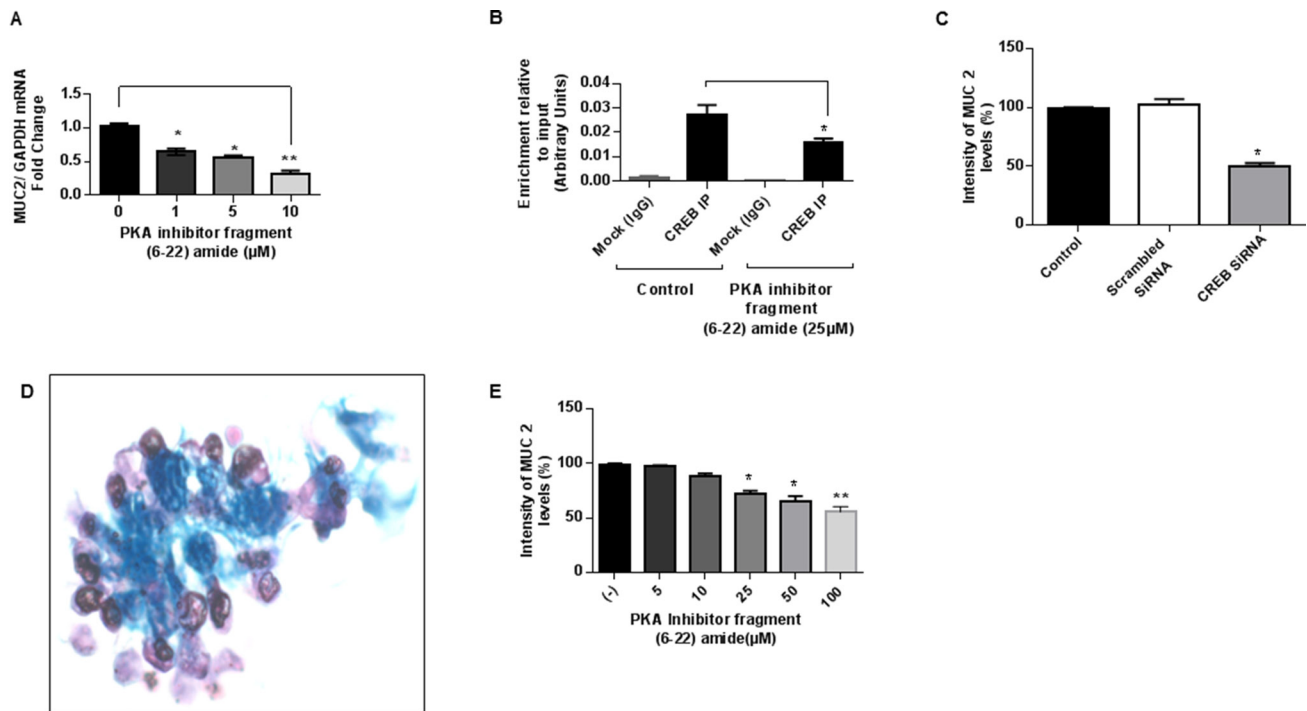 A
MUC2/ GAPDH mRNA
Fold Change
1.5
1.0
0.5
0.0
*
*
**
0 1 5 10
PKA inhibitor fragment
(6-22) amide (µM)
B
Enrichment relative
to input
(Arbitrary Units)
0.04
0.03
0.02
0.01
0.00
*
Mock (IgG)
CREB IP
Mock (IgG)
CREB IP
Control
PKA inhibitor
fragment
(6-22) amide (25µM)
C
Intensity of MUC 2
levels (%)
150
100
50
0
*
Control
Scrambled
SiRNA
CREB SiRNA
D
E
Intensity of MUC 2
levels (%)
150
100
50
0
*
*
**
(-) 5 10 25 50 100
PKA Inhibitor fragment
(6-22) amide(µM)